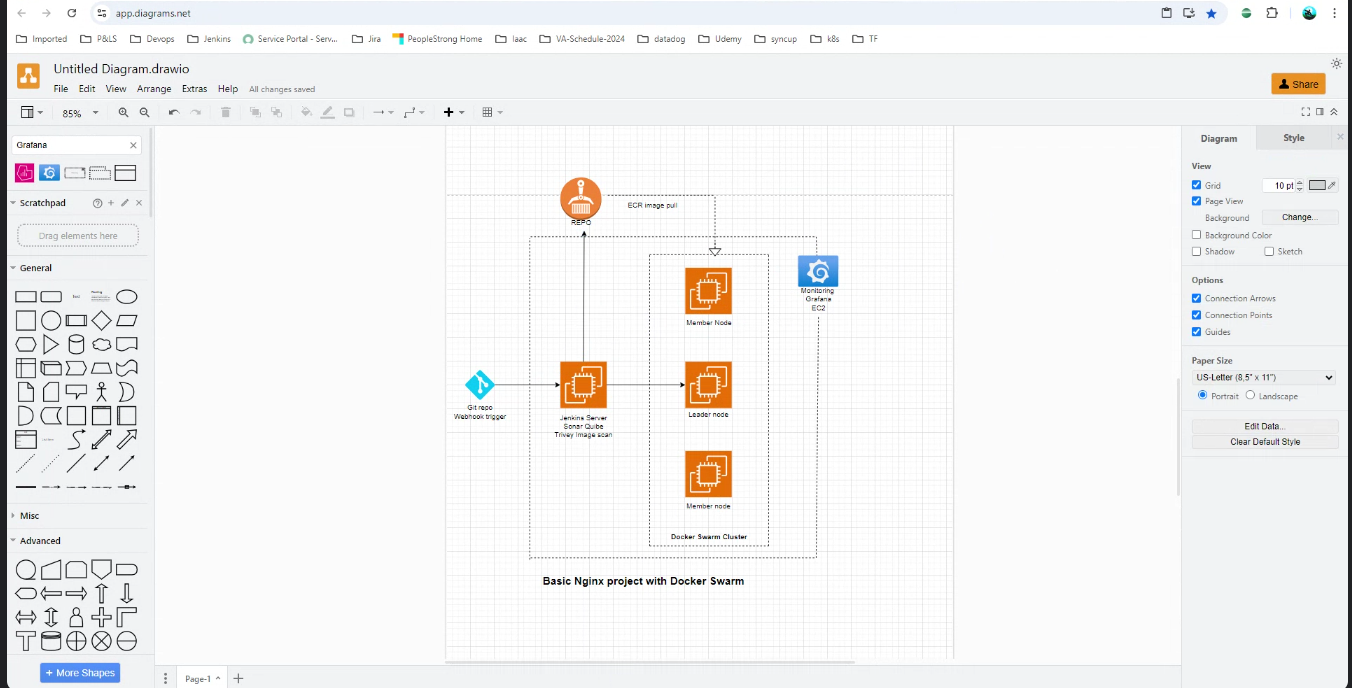 app.diagrams.net
Imported
P&LS
Devops
Jenkins
Service Portal - Serv...
Jira
PeopleStrong Home
Iaac
VA-Schedule-2024
datadog
Udemy
syncup
k8s
TF
Untitled Diagram.drawio
File Edit View Arrange Extras Help All changes saved
Share
85%
Grafana
Scratchpad
Drag elements here
General
Text
Heading
Misc
Advanced
+ More Shapes
REPO
ECR image pull
Member Node
Monitoring
Grafana
EC2
Git repo
Webhook trigger
Jenkins Server
Sonar Quibe
Trivey Image scan
Leader node
Member node
Docker Swarm Cluster
Basic Nginx project with Docker Swarm
Page-1
Diagram Style
View
Grid 10 pt
Page View
Background Change...
Background Color
Shadow Sketch
Options
Connection Arrows
Connection Points
Guides
Paper Size
US-Letter (8,5" x 11")
Portrait Landscape
Edit Data...
Clear Default Style